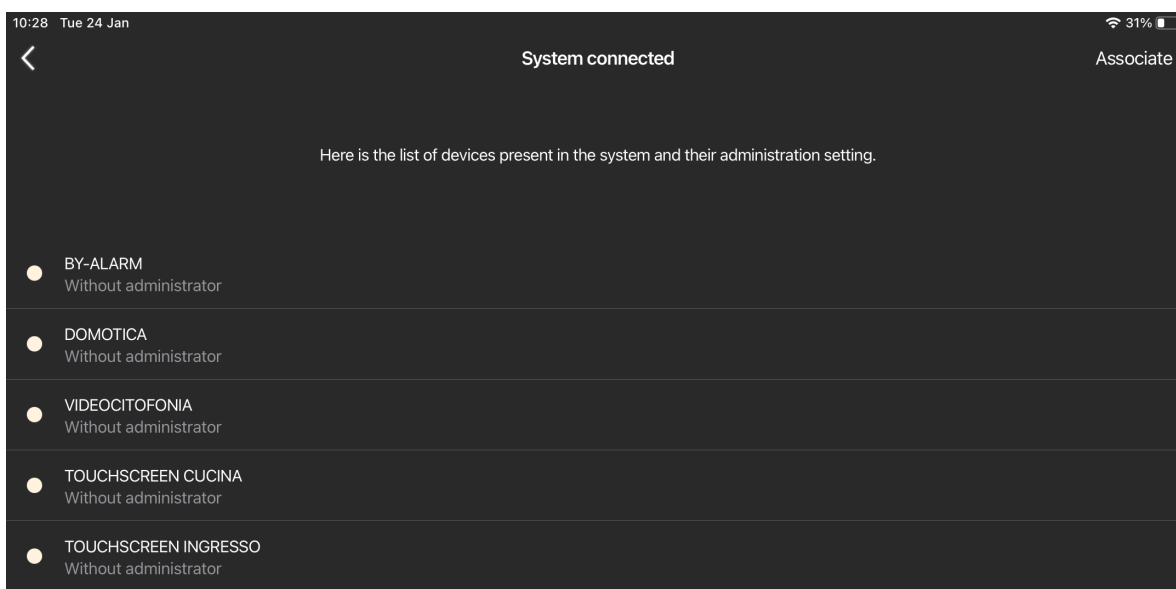 10:28 Tue 24 Jan
31%
System connected
Associate
Here is the list of devices present in the system and their administration setting.
BY-ALARM
Without administrator
DOMOTICA
Without administrator
VIDEOCITOFONIA
Without administrator
TOUCHSCREEN CUCINA
Without administrator
TOUCHSCREEN INGRESSO
Without administrator